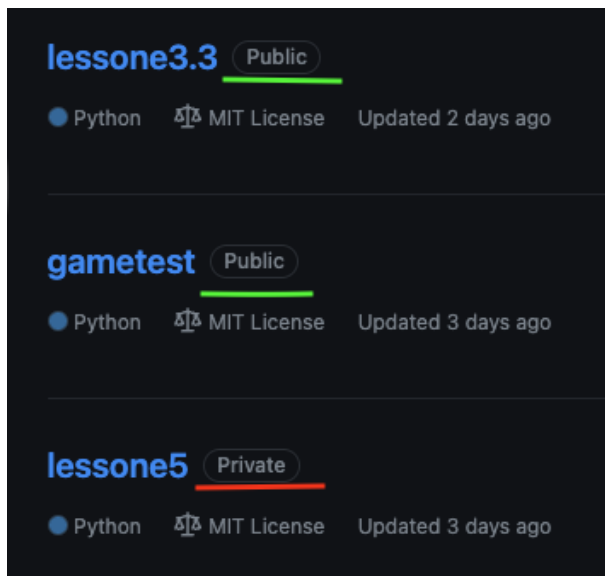 lessone3.3 Public
Python MIT License Updated 2 days ago
gametest Public
Python MIT License Updated 3 days ago
lessone5 Private
Python MIT License Updated 3 days ago